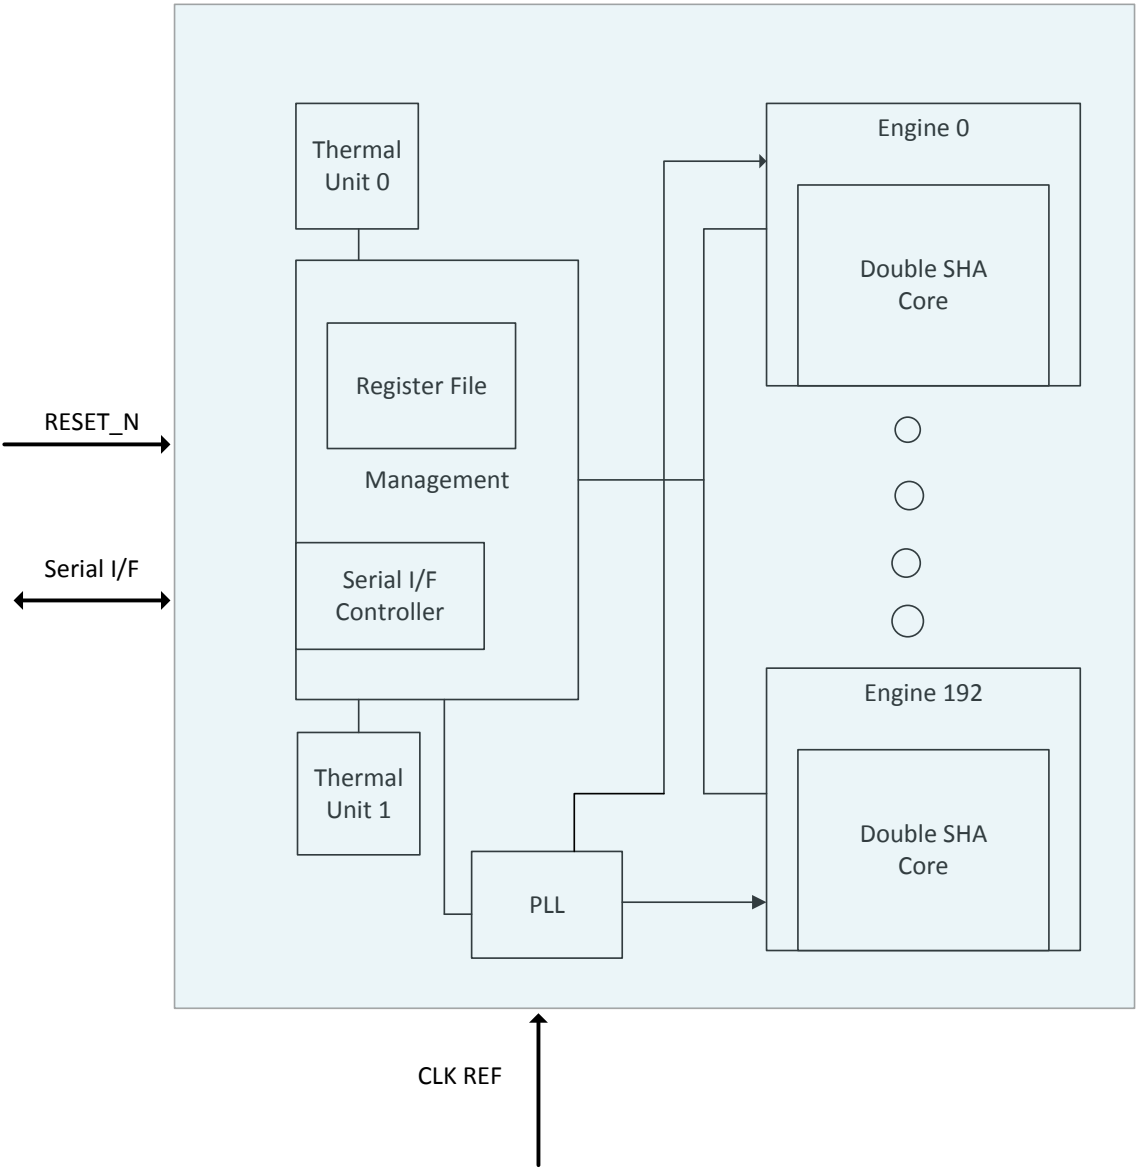 Thermal
Unit 0
Engine 0
Double SHA
Core
Register File
Management
RESET_N
Serial I/F
Serial I/F
Controller
Engine 192
Thermal
Unit 1
Double SHA
Core
PLL
CLK REF